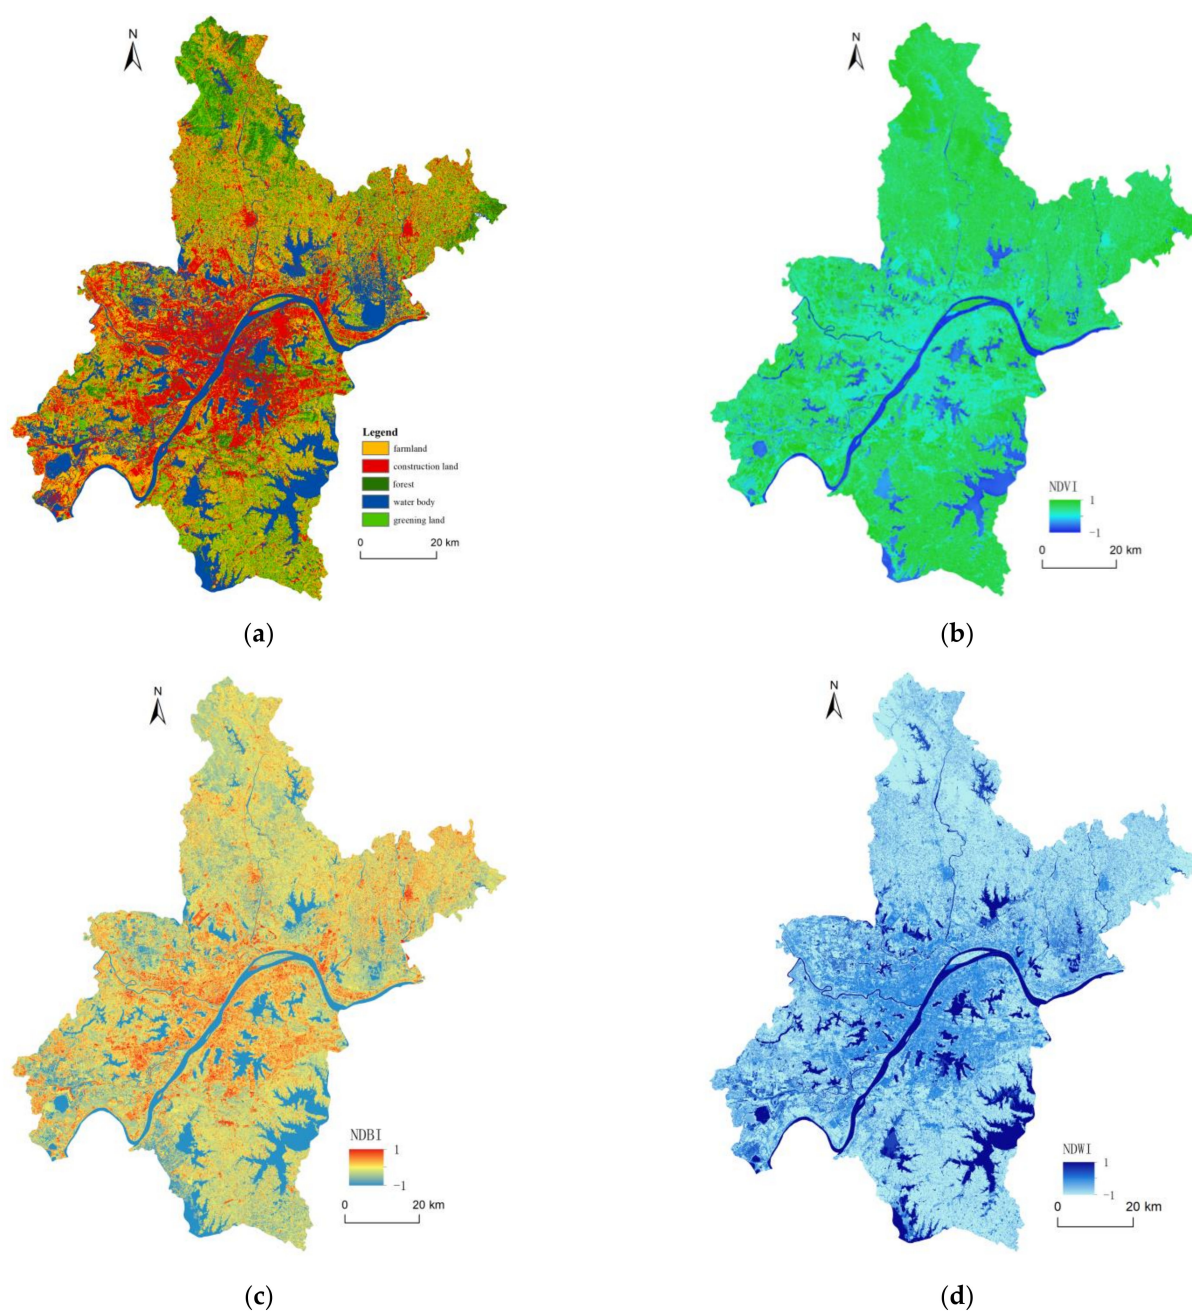 N
N
Legend
farmland
construction land
forest
water body
greening land
0 20 km
NDVI
1
-1
0 20 km
(a)
(b)
N
N
NDBI
1
-1
0 20 km
NDWI
1
-1
0 20 km
(c)
(d)